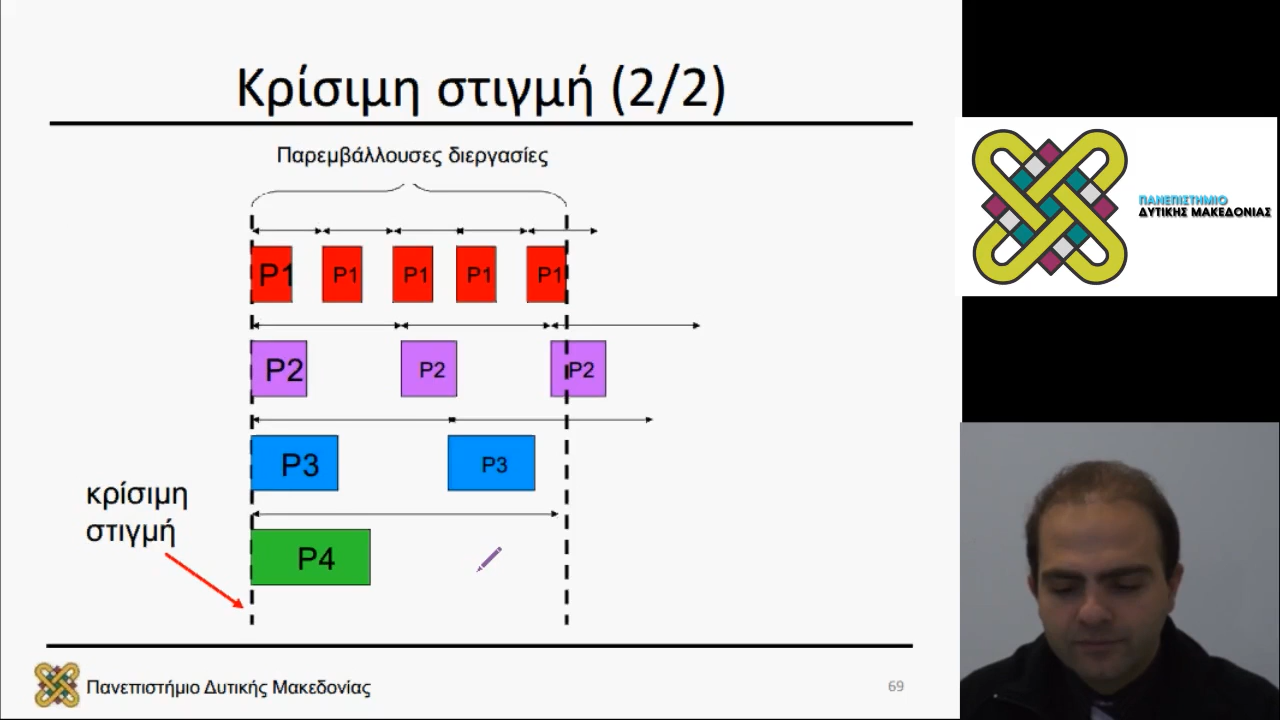 Κρίσιμη στιγμή (2/2)
Παρεμβάλλουσες διεργασίες
P1 P1 P1 P1 P1
P2 P2 P2
P3 P3
κρίσιμη
στιγμή
P4
Πανεπιστήμιο Δυτικής Μακεδονίας
69
ΠΑΝΕΠΙΣΤΗΜΙΟ
ΔΥΤΙΚΗΣ ΜΑΚΕΔΟΝΙΑΣ